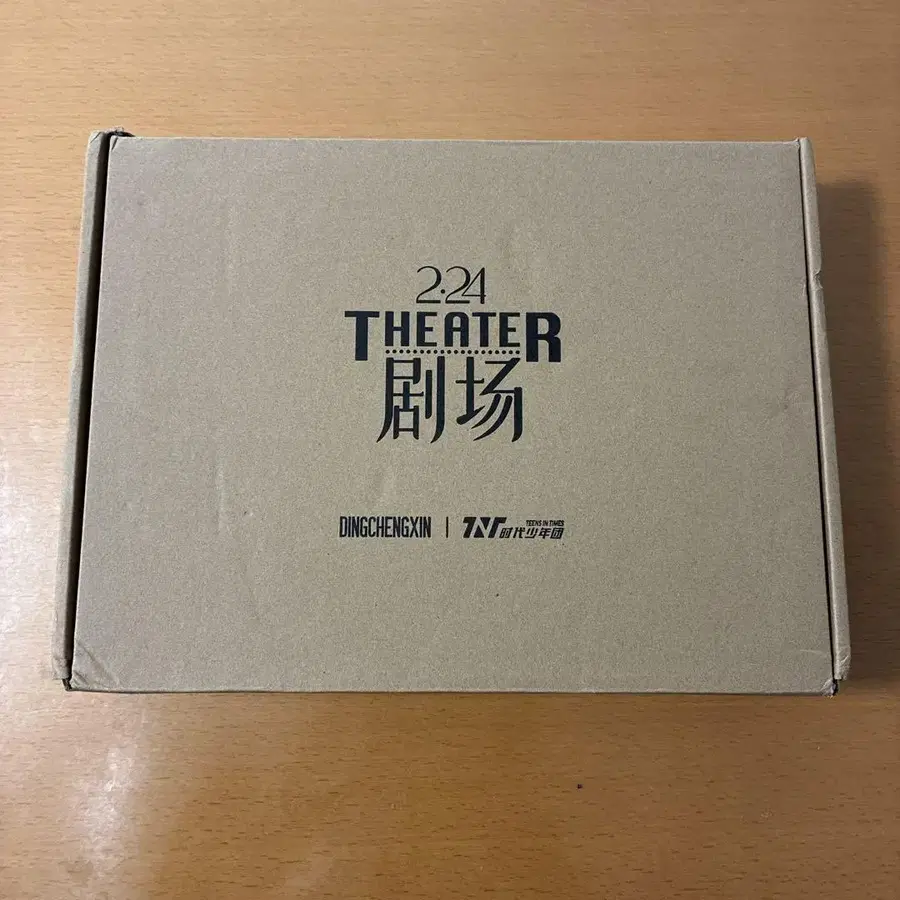 2·24
THEATER
剧场
DINGCHENGXIN | TNT TEENS IN TIMES 时代少年团